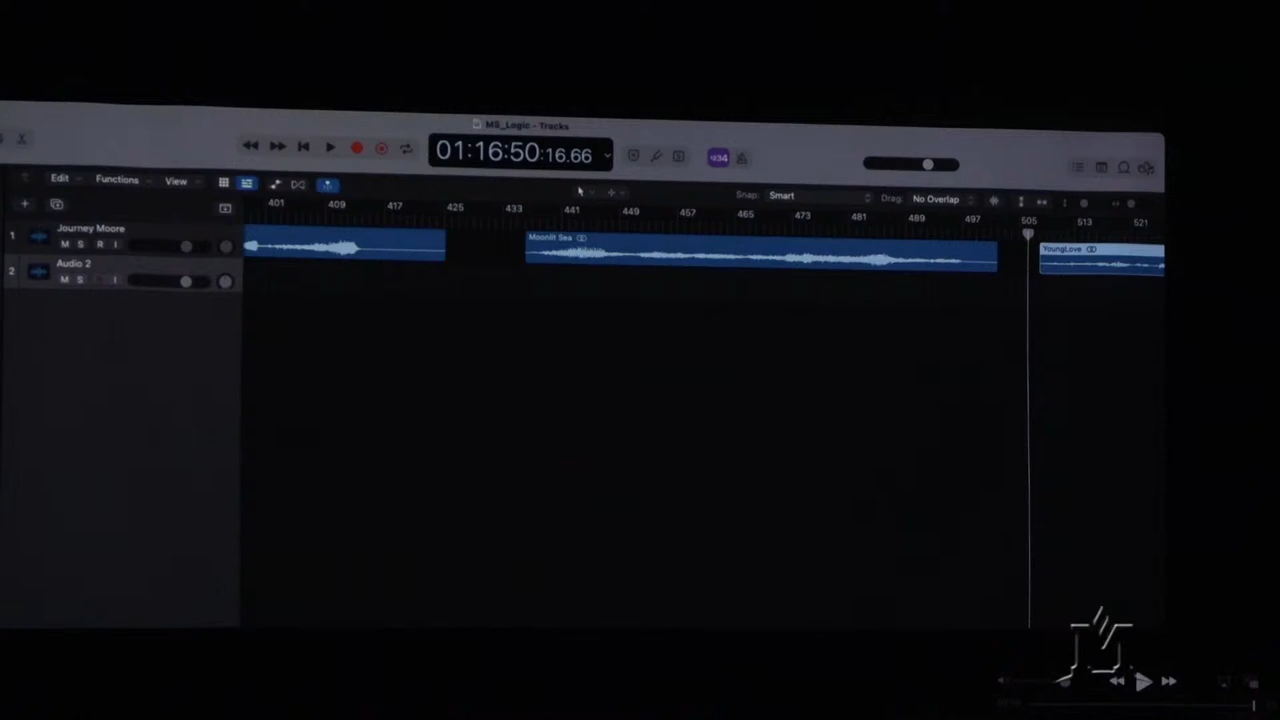 MS_Logic - Tracks
01:16:50:16.66
1234
Edit Functions View Snap: Smart Drag: No Overlap
401 409 417 425 433 441 449 457 465 473 481 489 497 505 513 521
1 Journey Moore
M S R I
Moonlit Sea
YoungLove
2 Audio 2
M S I